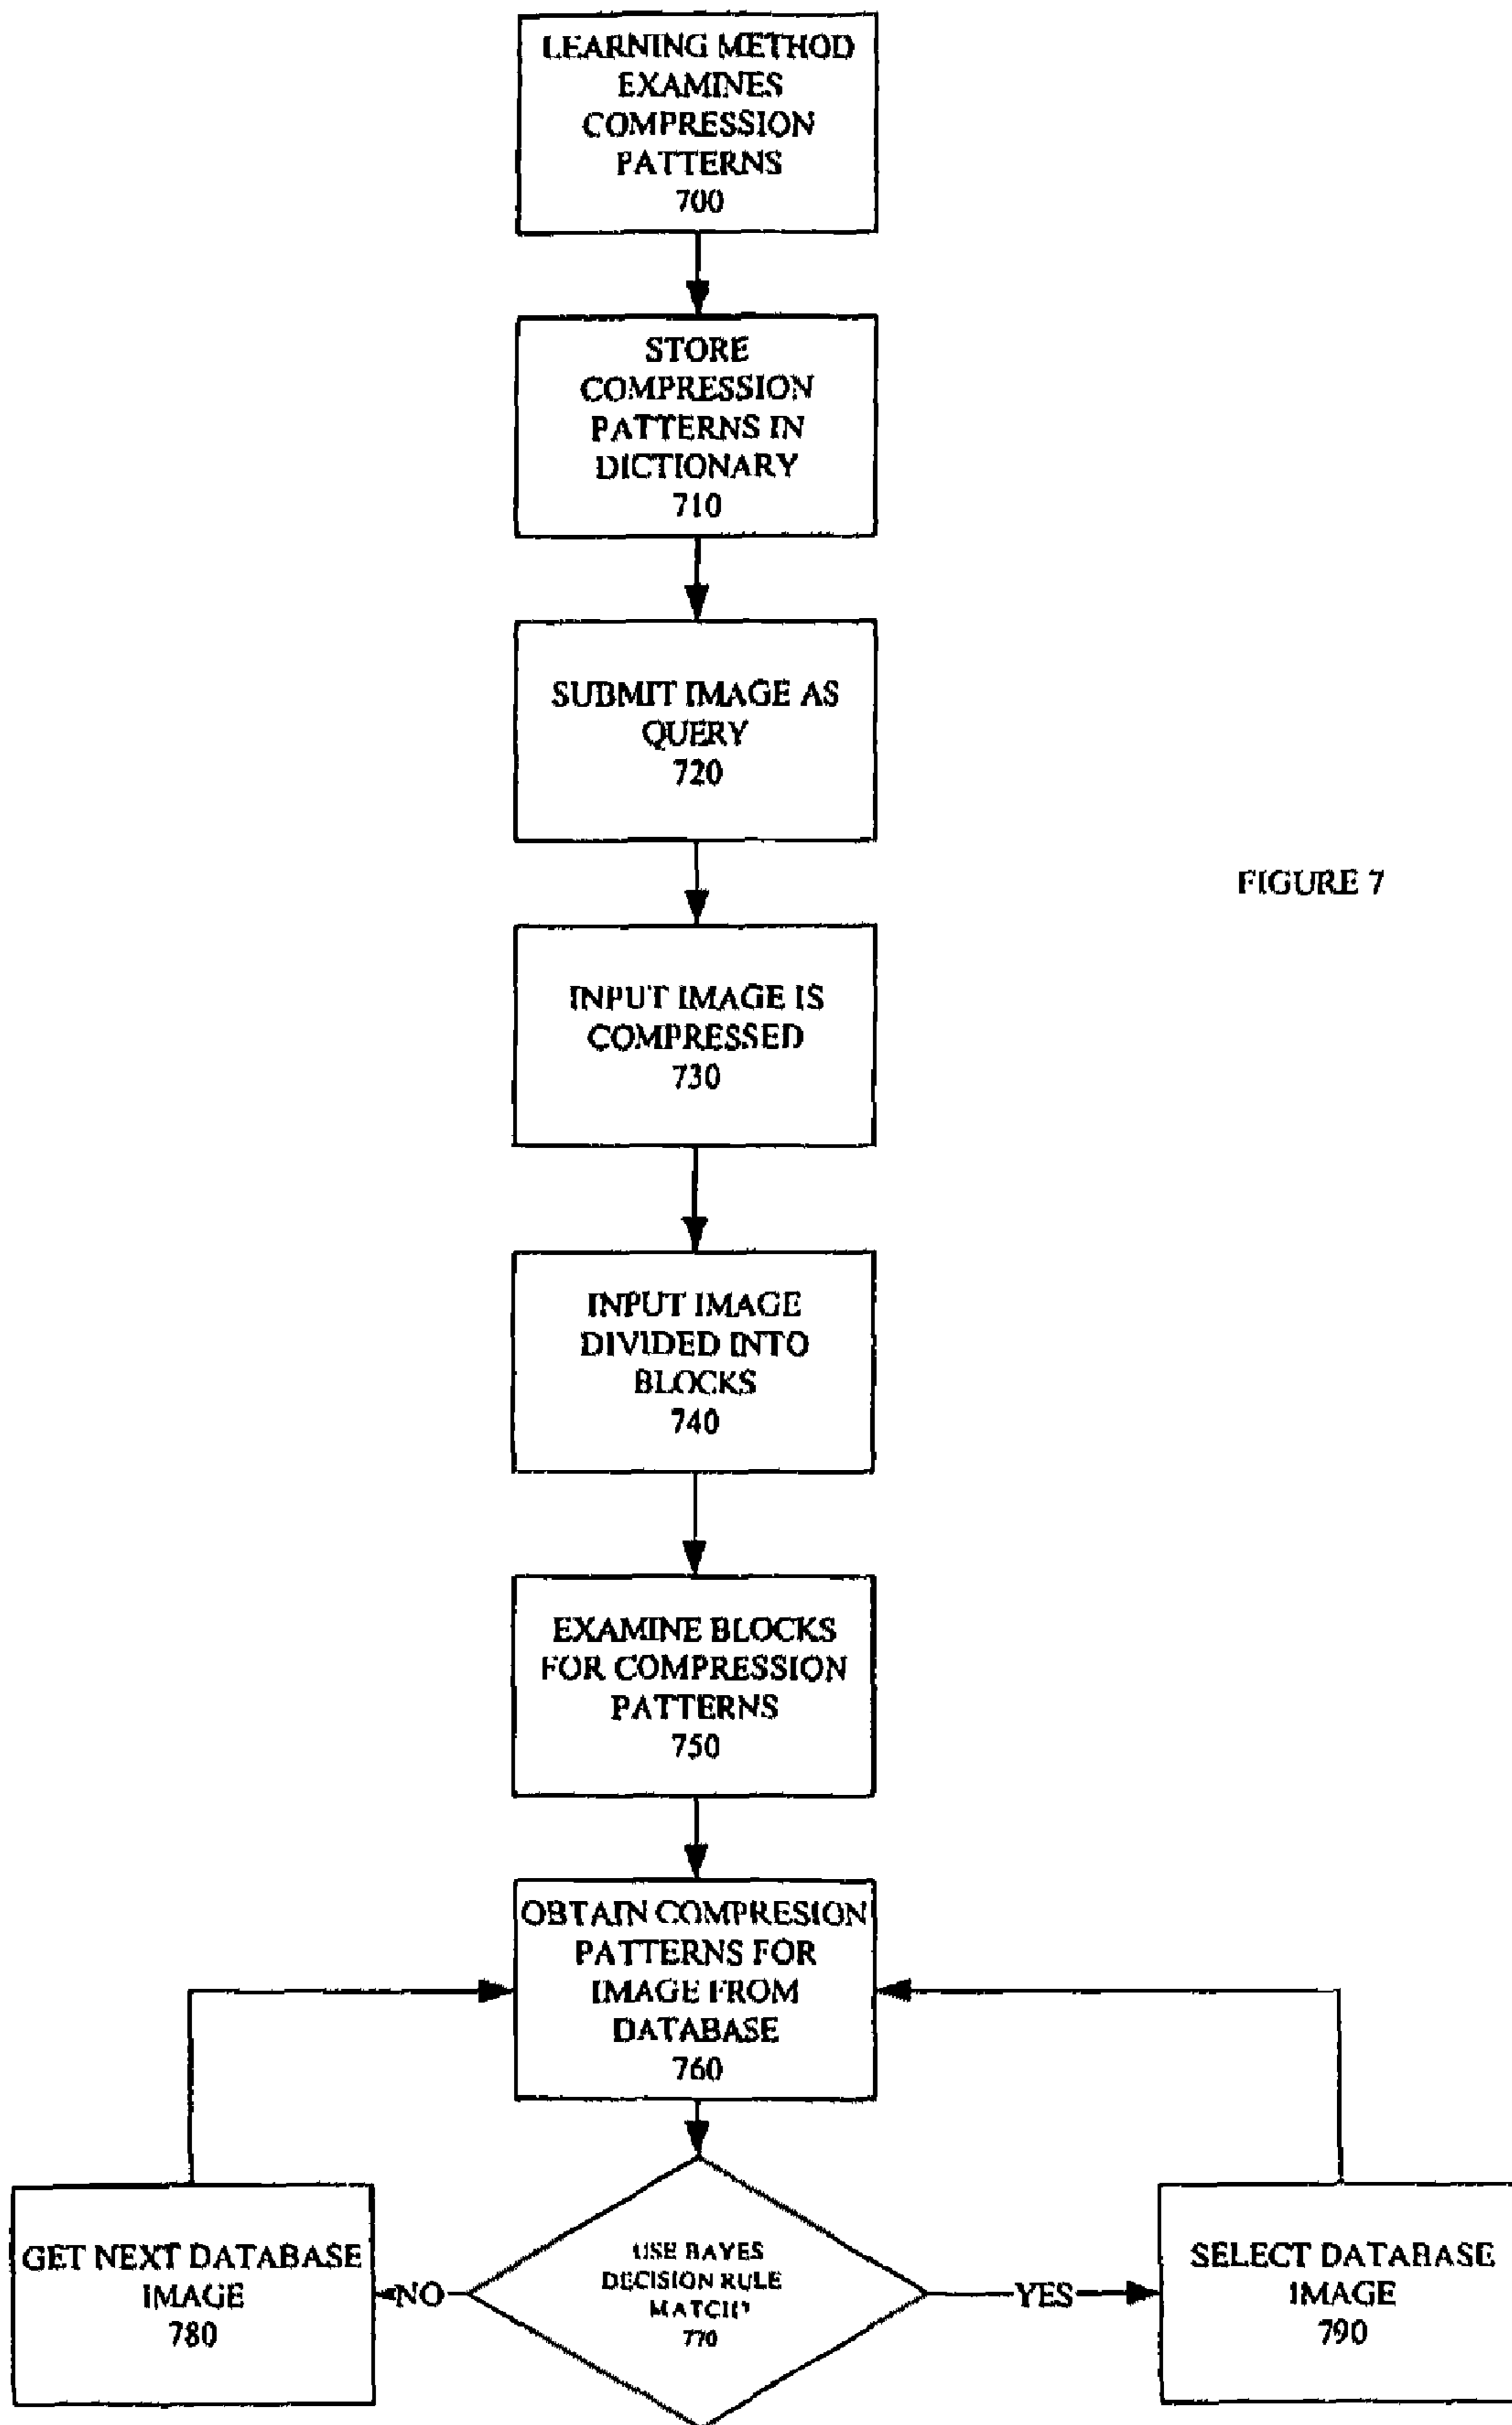 LEARNING METHOD
EXAMINES
COMPRESSION
PATTERNS
700
STORE
COMPRESSION
PATTERNS IN
DICTIONARY
710
SUBMIT IMAGE AS
QUERY
720
FIGURE 7
INPUT IMAGE IS
COMPRESSED
730
INPUT IMAGE
DIVIDED INTO
BLOCKS
740
EXAMINE BLOCKS
FOR COMPRESSION
PATTERNS
750
OBTAIN COMPRESION
PATTERNS FOR
IMAGE FROM
DATABASE
760
GET NEXT DATABASE
IMAGE
780
NO
USE BAYES
DECISION RULE
MATCH?
770
YES
SELECT DATABASE
IMAGE
790